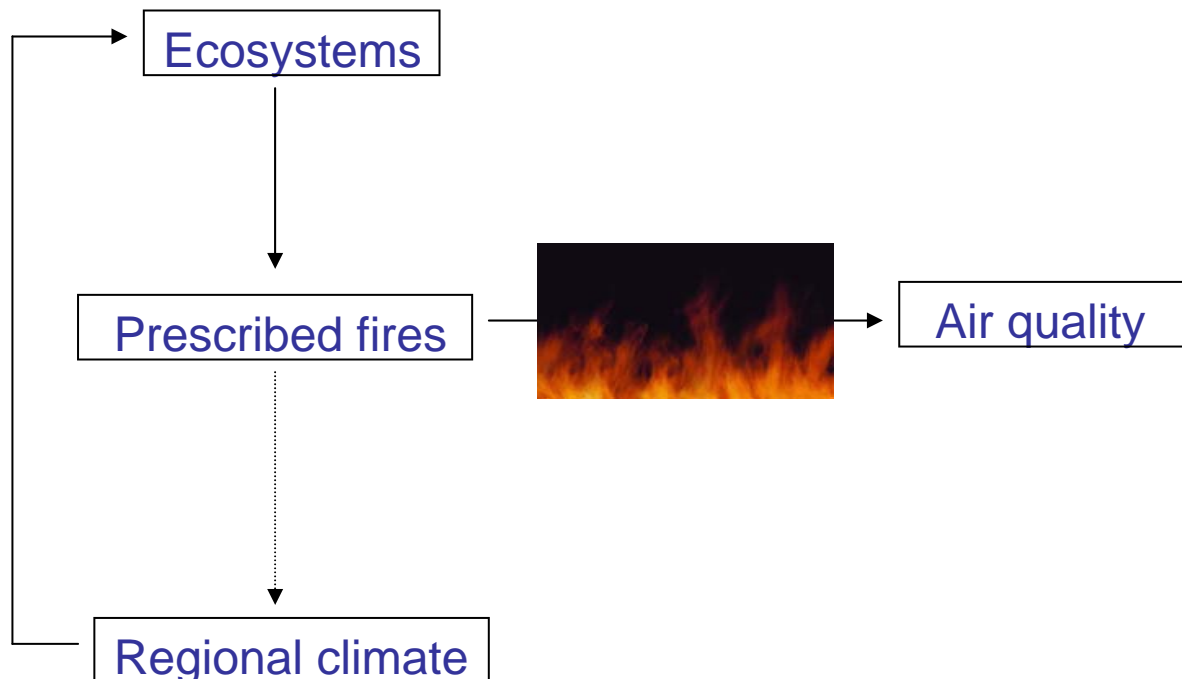 Ecosystems
Prescribed fires
Air quality
Regional climate